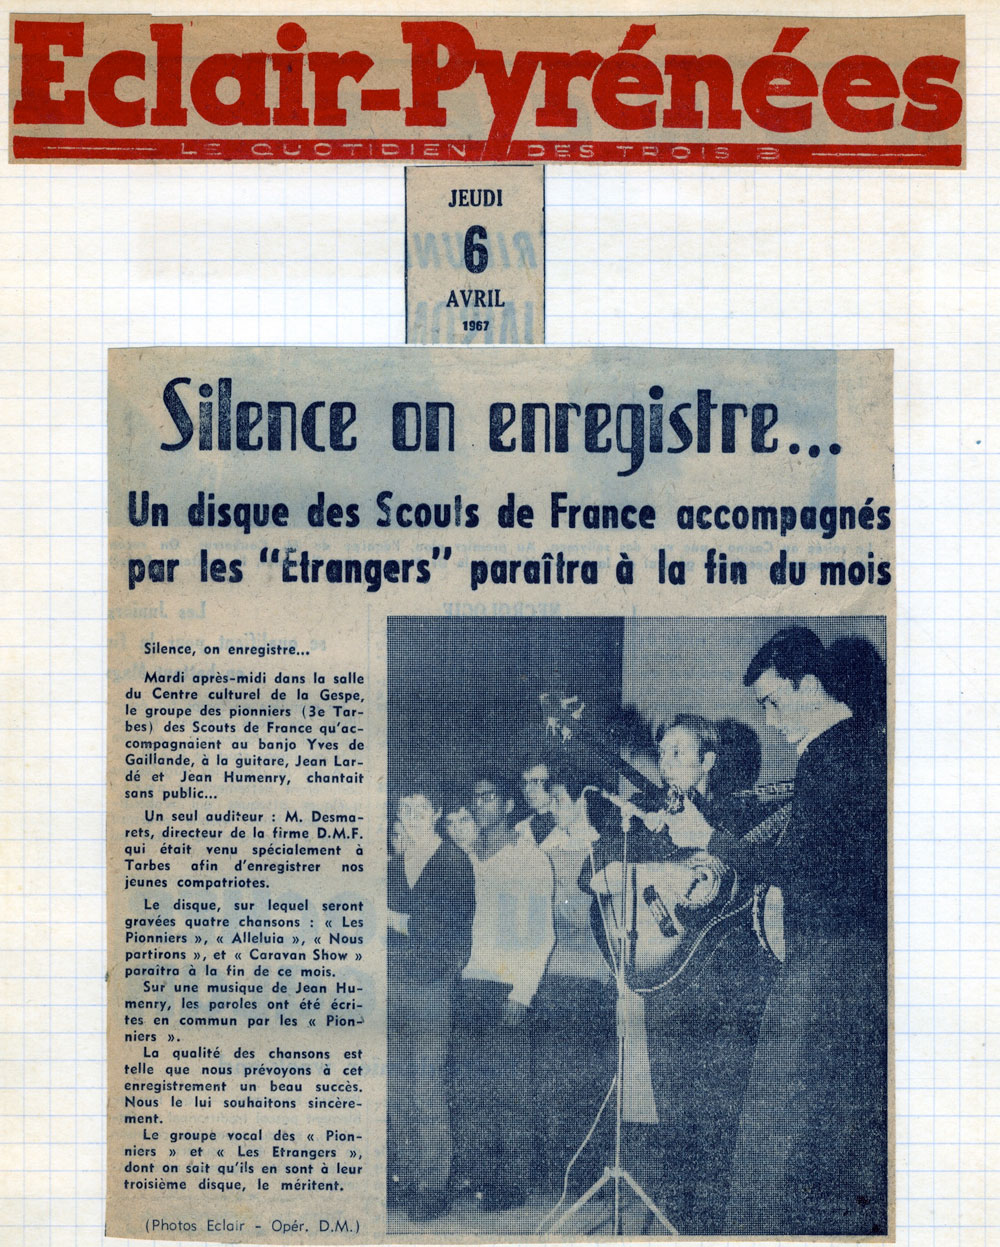 Eclair-Pyrénées
LE QUOTIDIEN DES TROIS B
JEUDI
6
AVRIL
1967
Silence on enregistre...
Un disque des Scouts de France accompagnés
par les "Etrangers" paraîtra à la fin du mois
Silence, on enregistre...
Mardi après-midi dans la salle
du Centre culturel de la Gespe,
le groupe des pionniers (3e Tar-
bes) des Scouts de France qu'ac-
compagnaient au banjo Yves de
Gaillande, à la guitare, Jean Lar-
dé et Jean Humenry, chantait
sans public...
Un seul auditeur : M. Desma-
rets, directeur de la firme D.M.F.
qui était venu spécialement à
Tarbes afin d'enregistrer nos
jeunes compatriotes.
Le disque, sur lequel seront
gravées quatre chansons : « Les
Pionniers », « Alleluia », « Nous
partirons », et « Caravan Show »
paraitra à la fin de ce mois.
Sur une musique de Jean Hu-
menry, les paroles ont été écri-
tes en commun par les « Pion-
niers ».
La qualité des chansons est
telle que nous prévoyons à cet
enregistrement un beau succès.
Nous le lui souhaitons sincère-
ment.
Le groupe vocal des « Pion-
niers » et « Les Etrangers »,
dont on sait qu'ils en sont à leur
troisième disque, le méritent.
(Photos Eclair - Opér. D.M.)